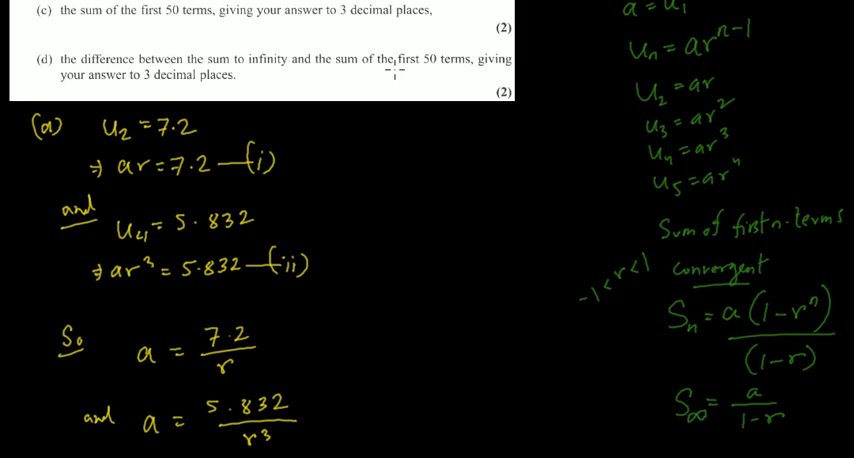 (c) the sum of the first 50 terms, giving your answer to 3 decimal places,
(2)
(d) the difference between the sum to infinity and the sum of the first 50 terms, giving
your answer to 3 decimal places.
(2)
(a) u₂ = 7.2
⇒ ar = 7.2 —(i)
and
u₄ = 5.832
⇒ ar³ = 5.832 —(ii)
So
a = 7.2/r
and a = 5.832/r³
a = u₁
uₙ = arⁿ⁻¹
u₂ = ar
u₃ = ar²
u₄ = ar³
u₅ = ar⁴
Sum of first n-terms
-1<r<1 convergent
Sₙ = a(1-rⁿ)/(1-r)
S∞ = a/1-r